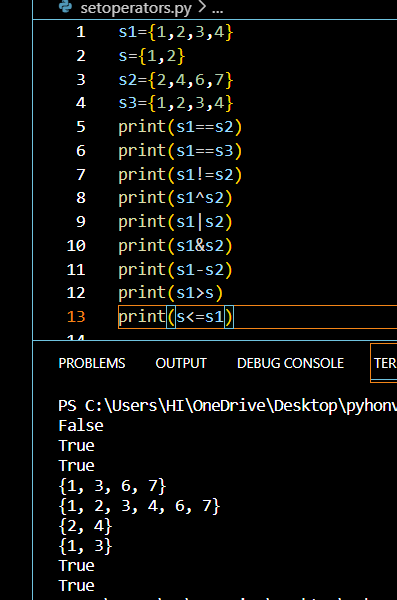 setoperators.py > ...
1 s1={1,2,3,4}
2 s={1,2}
3 s2={2,4,6,7}
4 s3={1,2,3,4}
5 print(s1==s2)
6 print(s1==s3)
7 print(s1!=s2)
8 print(s1^s2)
9 print(s1|s2)
10 print(s1&s2)
11 print(s1-s2)
12 print(s1>s)
13 print(s<=s1)
14
PROBLEMS OUTPUT DEBUG CONSOLE TER
PS C:\Users\HI\OneDrive\Desktop\pyhonv
False
True
True
{1, 3, 6, 7}
{1, 2, 3, 4, 6, 7}
{2, 4}
{1, 3}
True
True